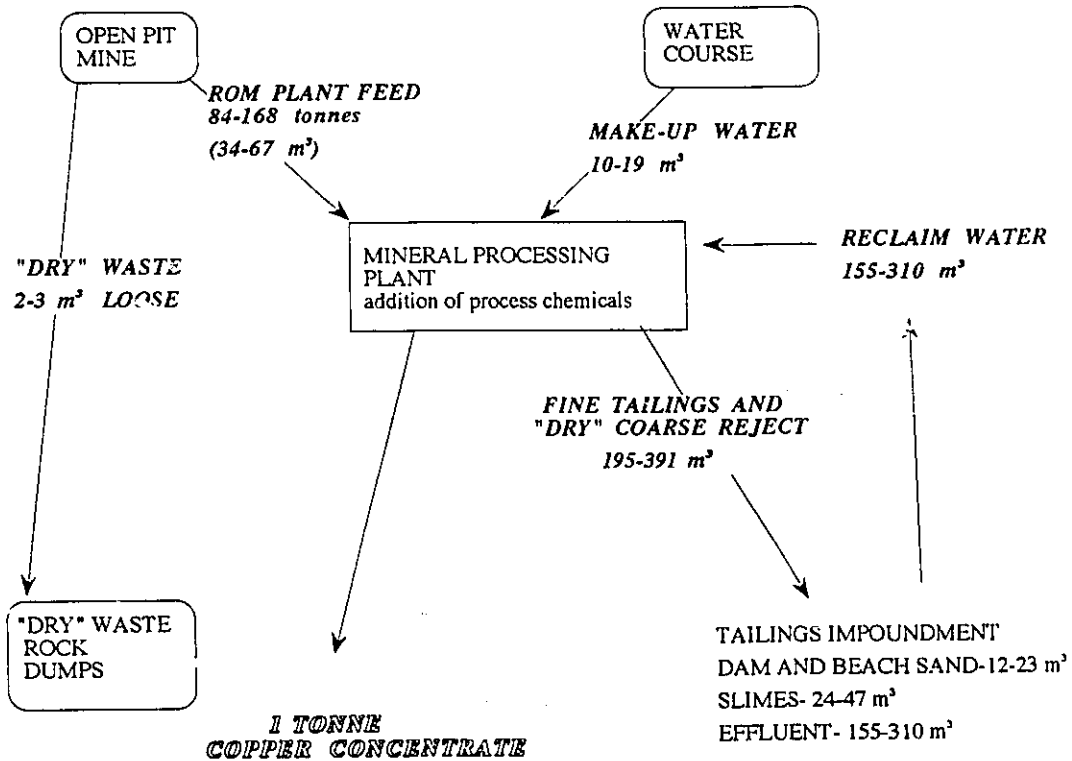 OPEN PIT
MINE
WATER
COURSE
ROM PLANT FEED
84-168 tonnes
(34-67 m³)
MAKE-UP WATER
10-19 m³
"DRY" WASTE
2-3 m³ LOOSE
MINERAL PROCESSING
PLANT
addition of process chemicals
RECLAIM WATER
155-310 m³
FINE TAILINGS AND
"DRY" COARSE REJECT
195-391 m³
"DRY" WASTE
ROCK
DUMPS
TAILINGS IMPOUNDMENT
DAM AND BEACH SAND-12-23 m³
SLIMES- 24-47 m³
EFFLUENT- 155-310 m³
1 TONNE
COPPER CONCENTRATE